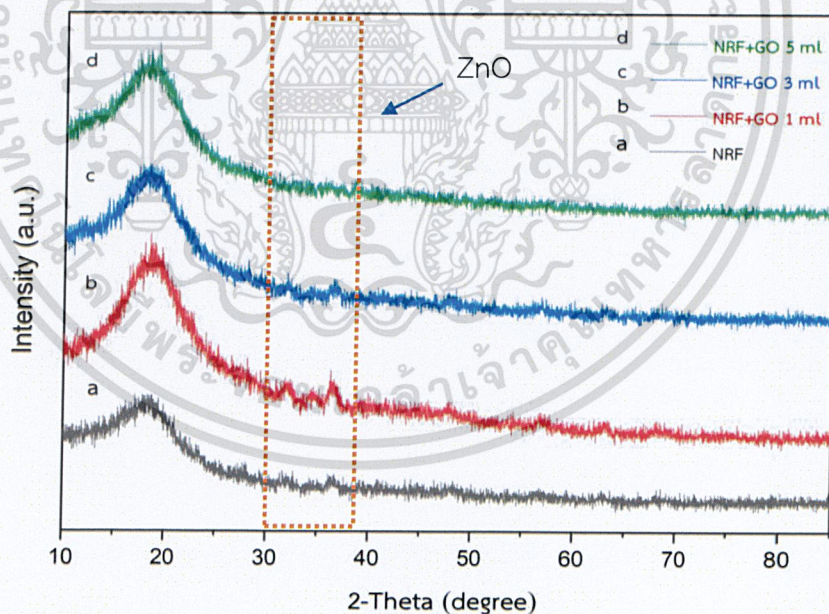 d
c
b
a
ZnO
d NRF+GO 5 ml
c NRF+GO 3 ml
b NRF+GO 1 ml
a NRF
Intensity (a.u.)
10 20 30 40 50 60 70 80
2-Theta (degree)